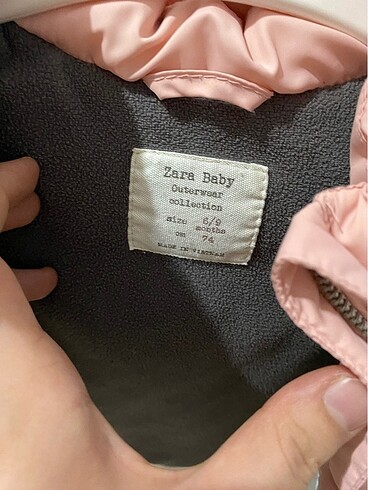 Zara Baby
Outerwear
collection
size 6/9
months
cm 74
MADE IN VIETNAM